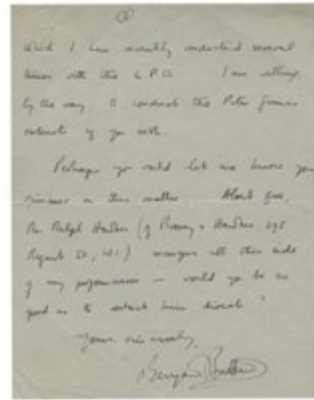 (2)
which I have recently conducted several
times with the L.P.O. I am willing,
by the way, to conduct the Peter Grimes
extracts if you wish.
Perhaps you could let me know your
in this matter. About fees,
Mr Ralph Hawkes (of Boosey & Hawkes 295
Regent St, W.1.) manages all that side
of my performances — would you be so
good as to contact him direct?
Yours sincerely,
Benjamin Britten